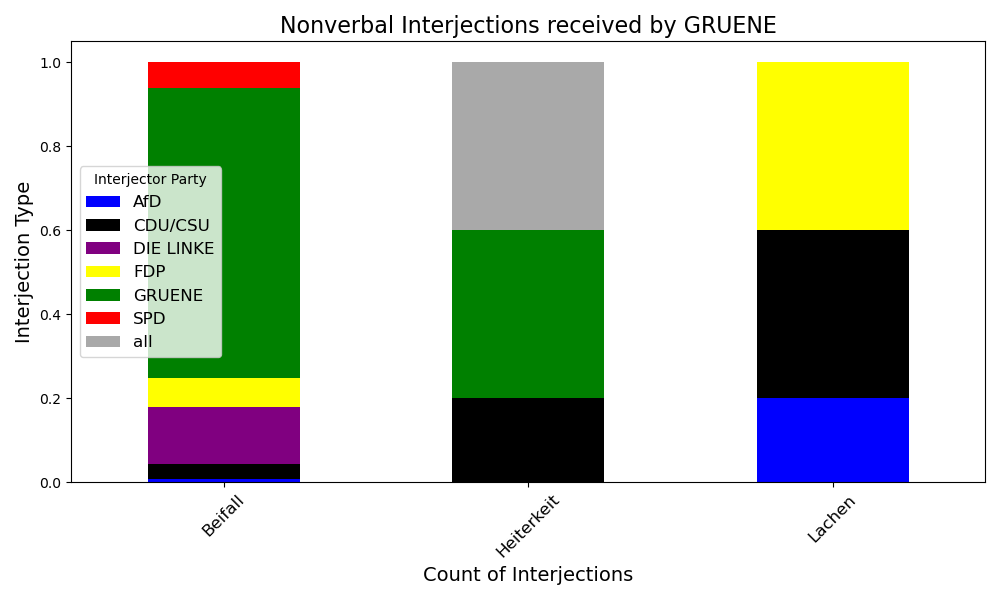 Nonverbal Interjections received by GRUENE
Interjection Type
1.0
0.8
0.6
0.4
0.2
0.0
Interjector Party
AfD
CDU/CSU
DIE LINKE
FDP
GRUENE
SPD
all
Beifall
Heiterkeit
Lachen
Count of Interjections